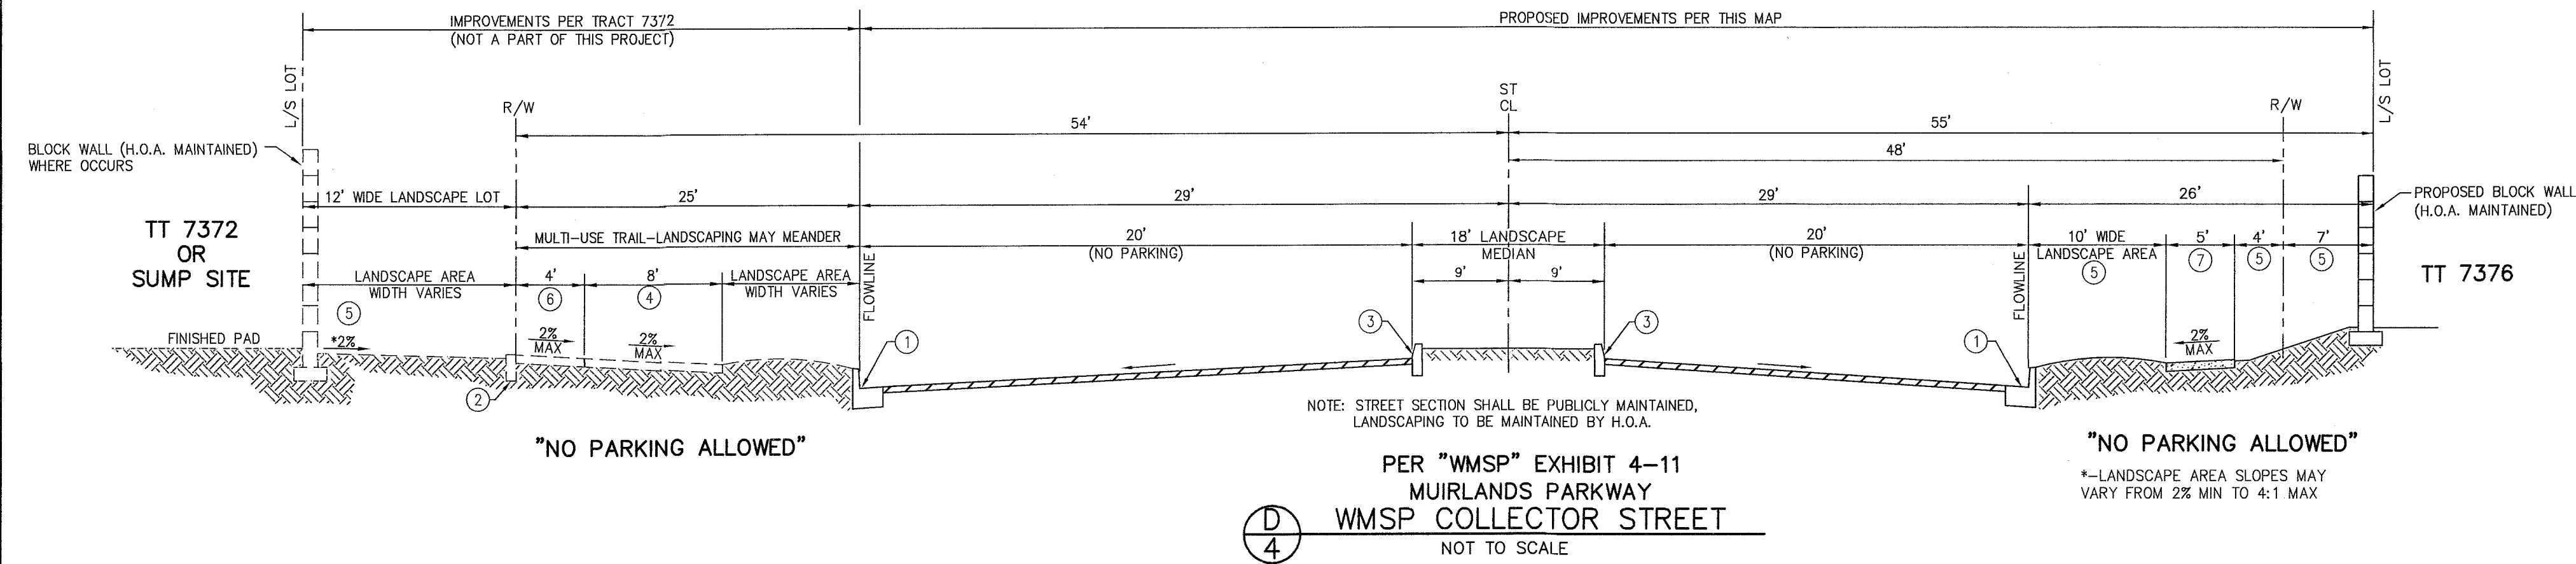 IMPROVEMENTS PER TRACT 7372
(NOT A PART OF THIS PROJECT)
PROPOSED IMPROVEMENTS PER THIS MAP
L/S LOT
R/W
ST
CL
R/W
L/S LOT
54'
55'
48'
BLOCK WALL (H.O.A. MAINTAINED)
WHERE OCCURS
12' WIDE LANDSCAPE LOT
25'
29'
29'
26'
PROPOSED BLOCK WALL
(H.O.A. MAINTAINED)
TT 7372
OR
SUMP SITE
MULTI-USE TRAIL-LANDSCAPING MAY MEANDER
20'
(NO PARKING)
18' LANDSCAPE
MEDIAN
20'
(NO PARKING)
10' WIDE
LANDSCAPE AREA
5
5'
7
4'
5
7'
5
TT 7376
LANDSCAPE AREA
WIDTH VARIES
4'
6
8'
4
LANDSCAPE AREA
WIDTH VARIES
FLOWLINE
9'
9'
FLOWLINE
5
FINISHED PAD
*2%
2%
MAX
2%
MAX
1
3
3
1
2%
MAX
2
NOTE: STREET SECTION SHALL BE PUBLICLY MAINTAINED,
LANDSCAPING TO BE MAINTAINED BY H.O.A.
"NO PARKING ALLOWED"
"NO PARKING ALLOWED"
*-LANDSCAPE AREA SLOPES MAY
VARY FROM 2% MIN TO 4:1 MAX
PER "WMSP" EXHIBIT 4-11
MUIRLANDS PARKWAY
D
4
WMSP COLLECTOR STREET
NOT TO SCALE